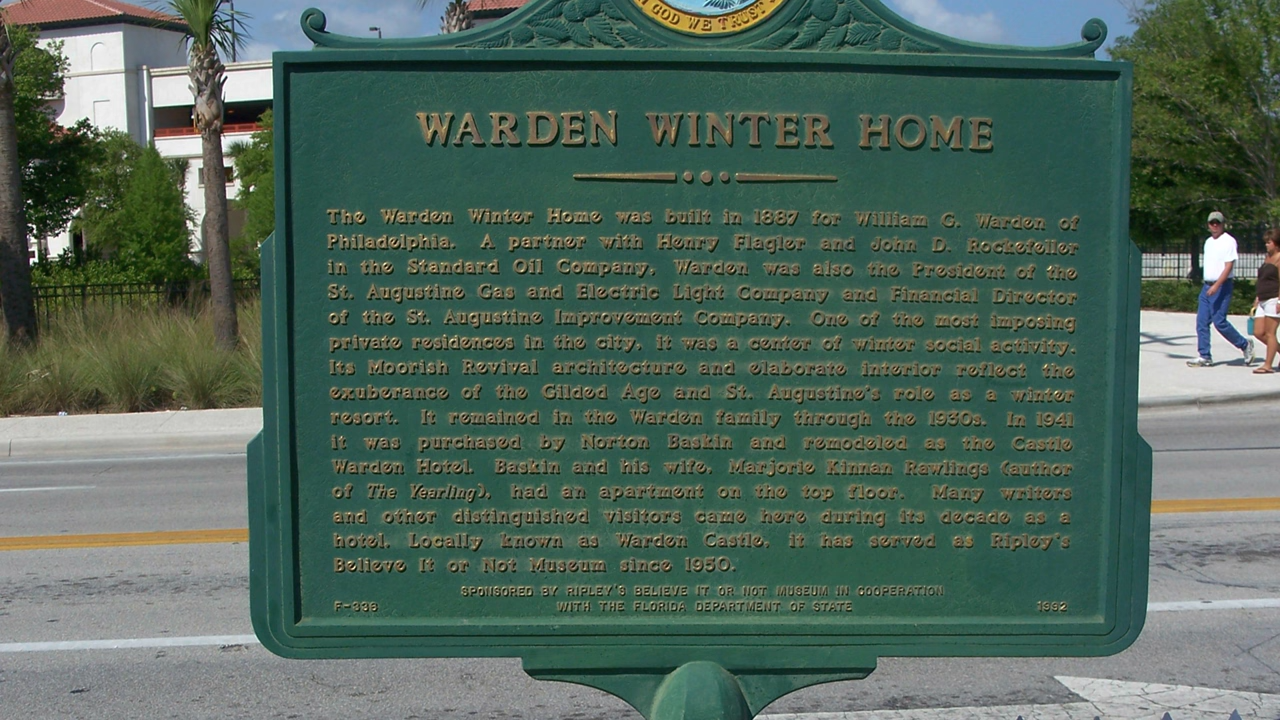 GOD WE TRUST
WARDEN WINTER HOME
The Warden Winter Home was built in 1887 for William G. Warden of
Philadelphia. A partner with Henry Flagler and John D. Rockefeller
in the Standard Oil Company, Warden was also the President of the
St. Augustine Gas and Electric Light Company and Financial Director
of the St. Augustine Improvement Company. One of the most imposing
private residences in the city, it was a center of winter social activity.
Its Moorish Revival architecture and elaborate interior reflect the
exuberance of the Gilded Age and St. Augustine's role as a winter
resort. It remained in the Warden family through the 1930s. In 1941
it was purchased by Norton Baskin and remodeled as the Castle
Warden Hotel. Baskin and his wife, Marjorie Kinnan Rawlings (author
of The Yearling), had an apartment on the top floor. Many writers
and other distinguished visitors came here during its decade as a
hotel. Locally known as Warden Castle, it has served as Ripley's
Believe It or Not Museum since 1950.
SPONSORED BY RIPLEY'S BELIEVE IT OR NOT MUSEUM IN COOPERATION
F-338 WITH THE FLORIDA DEPARTMENT OF STATE 1992